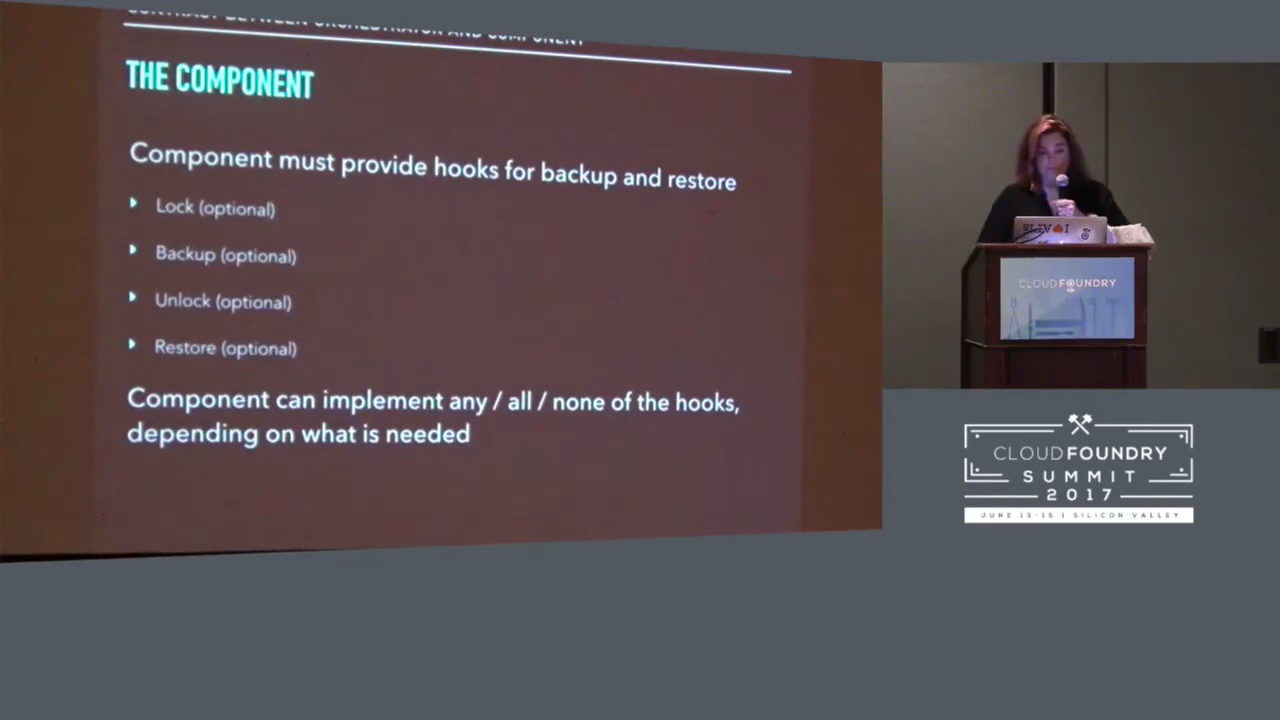 CONTRACT BETWEEN ORCHESTRATOR AND COMPONENT
THE COMPONENT
Component must provide hooks for backup and restore
Lock (optional)
Backup (optional)
Unlock (optional)
Restore (optional)
Component can implement any / all / none of the hooks,
depending on what is needed
CLOUDFOUNDRY
CLOUDFOUNDRY
SUMMIT
2017
JUNE 13-15 | SILICON VALLEY